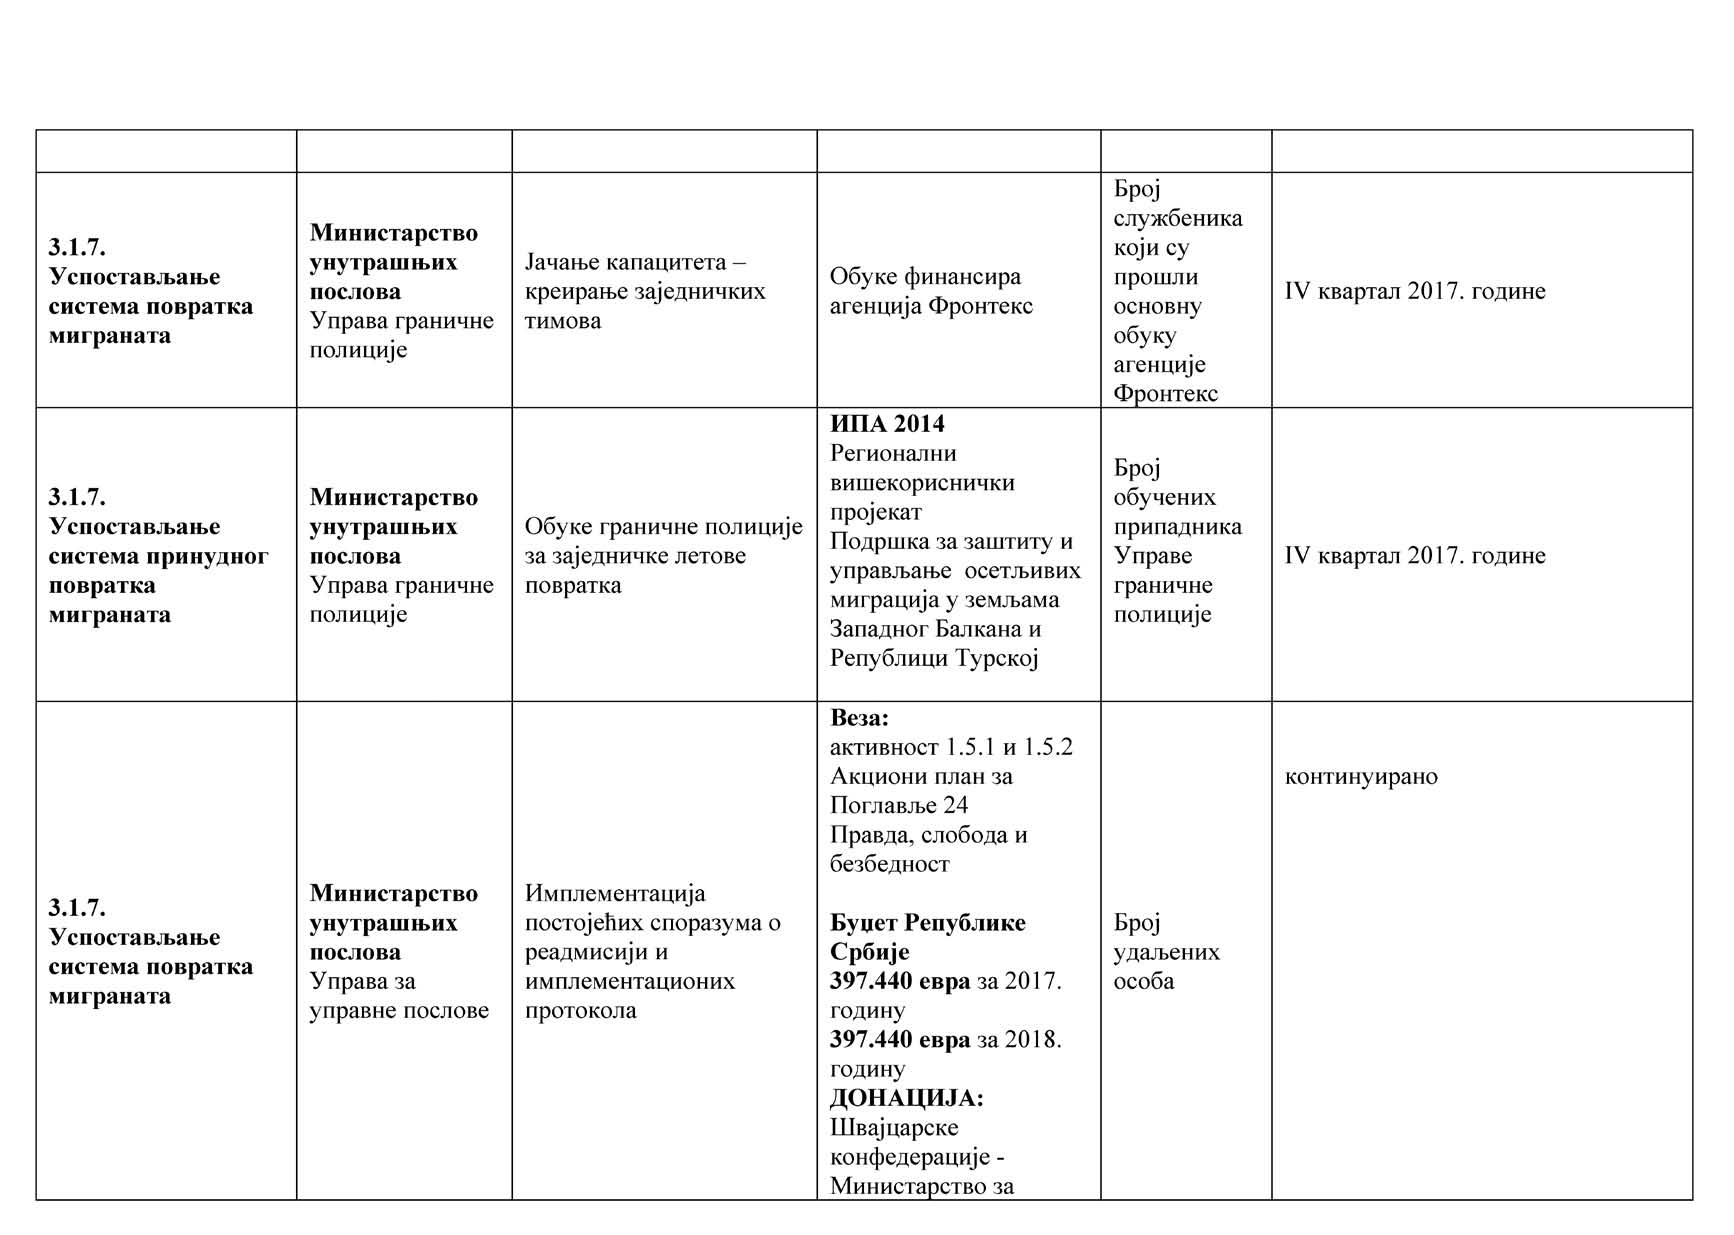 3.1.7.
Успостављање
система повратка
миграната
Министарство
унутрашњих
послова
Управа граничне
полиције
Јачање капацитета –
креирање заједничких
тимова
Обуке финансира
агенција Фронтекс
Број
службеника
који су
прошли
основну
обуку
агенције
Фронтекс
IV квартал 2017. године
3.1.7.
Успостављање
система принудног
повратка
миграната
Министарство
унутрашњих
послова
Управа граничне
полиције
Обуке граничне полиције
за заједничке летове
повратка
ИПА 2014
Регионални
вишекориснички
пројекат
Подршка за заштиту и
управљање осетљивих
миграција у земљама
Западног Балкана и
Републици Турској
Број
обучених
припадника
Управе
граничне
полиције
IV квартал 2017. године
3.1.7.
Успостављање
система повратка
миграната
Министарство
унутрашњих
послова
Управа за
управне послове
Имплементација
постојећих споразума о
реадмисији и
имплементационих
протокола
Веза:
активност 1.5.1 и 1.5.2
Акциони план за
Поглавље 24
Правда, слобода и
безбедност
Буџет Републике
Србије
397.440 евра за 2017.
годину
397.440 евра за 2018.
годину
ДОНАЦИЈА:
Швајцарске
конфедерације -
Министарство за
Број
удаљених
особа
континуирано